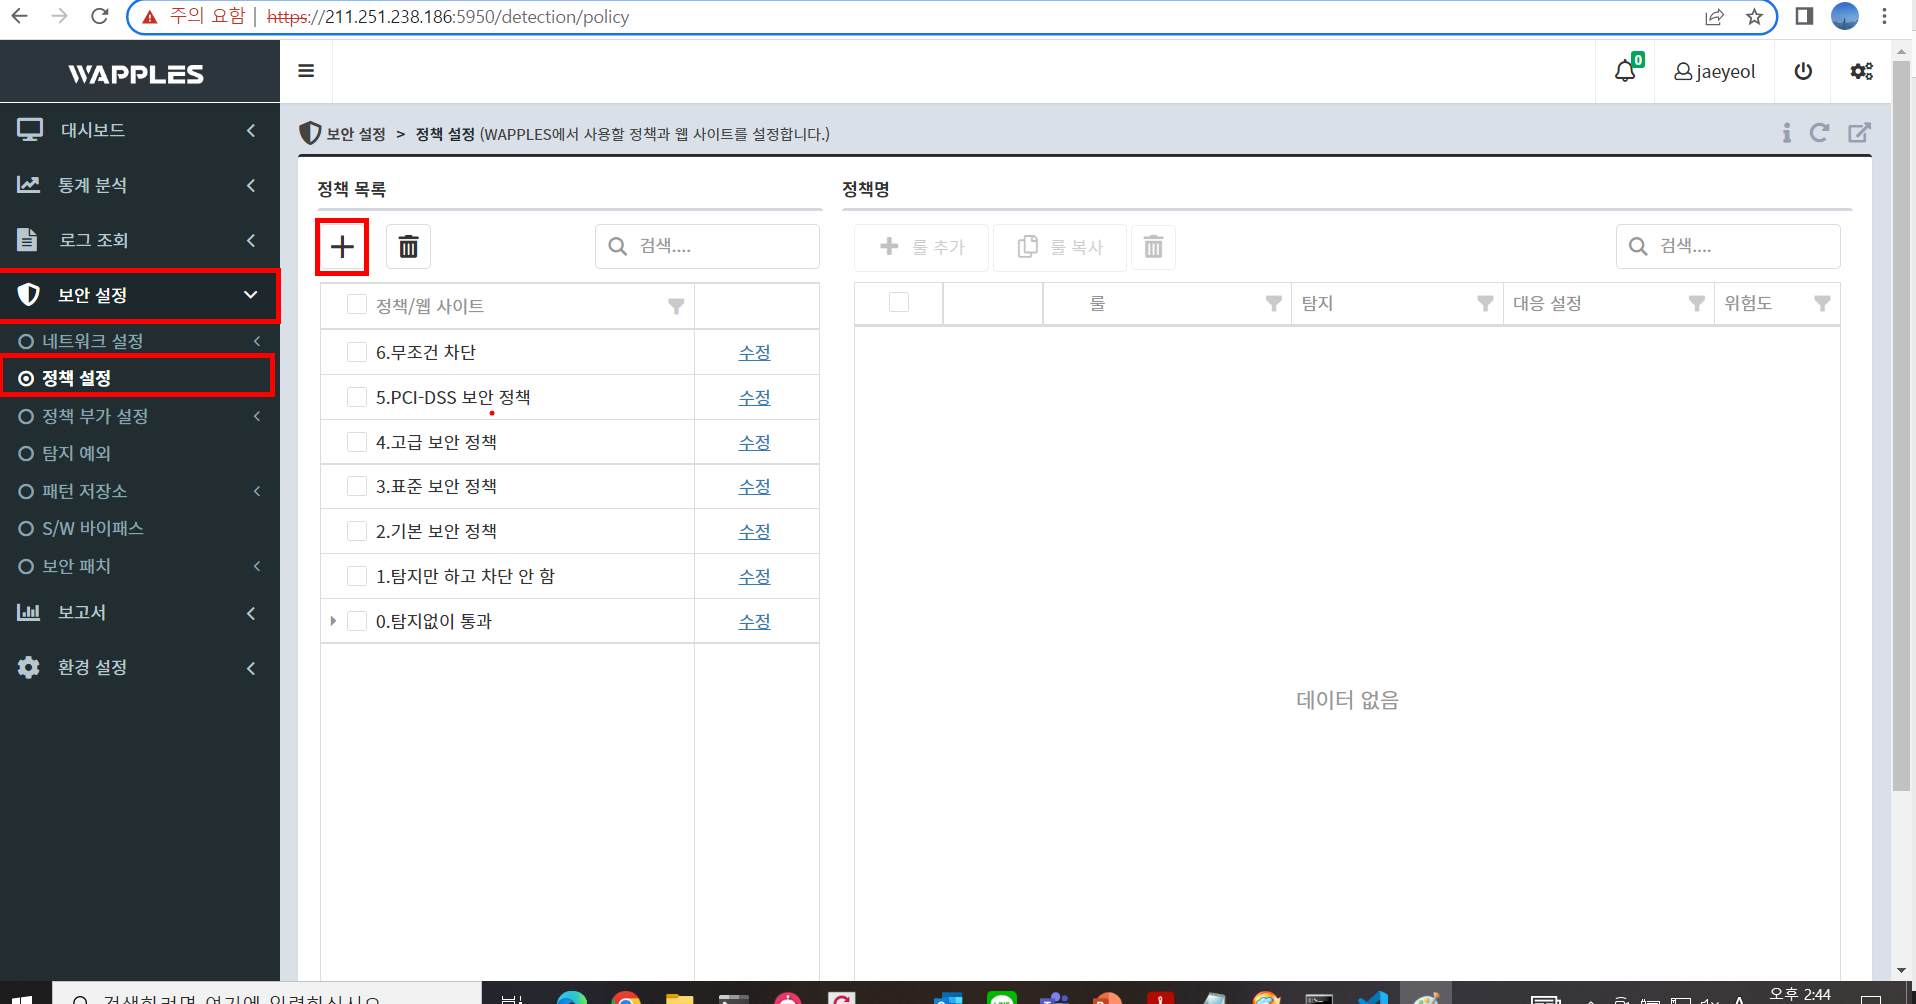 주의 요함 | https://211.251.238.186:5950/detection/policy
WAPPLES
0
jaeyeol
대시보드
통계 분석
로그 조회
보안 설정
네트워크 설정
정책 설정
정책 부가 설정
탐지 예외
패턴 저장소
S/W 바이패스
보안 패치
보고서
환경 설정
보안 설정 > 정책 설정 (WAPPLES에서 사용할 정책과 웹 사이트를 설정합니다.)
정책 목록
검색....
정책/웹 사이트
6.무조건 차단 수정
5.PCI-DSS 보안 정책 수정
4.고급 보안 정책 수정
3.표준 보안 정책 수정
2.기본 보안 정책 수정
1.탐지만 하고 차단 안 함 수정
0.탐지없이 통과 수정
정책명
룰 추가 룰 복사 검색....
룰 탐지 대응 설정 위험도
데이터 없음
검색하려면 여기에 입력하십시오.
오후 2:44